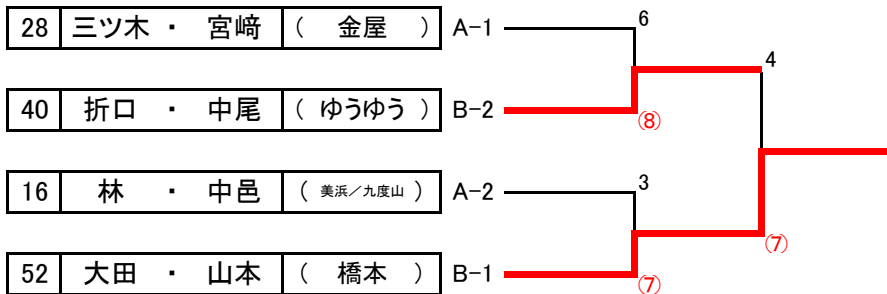 28 三ツ木 ・ 宮﨑 ( 金屋 ) A-1
6
4
40 折口 ・ 中尾 ( ゆうゆう ) B-2
⑧
16 林 ・ 中邑 ( 美浜／九度山 ) A-2
3
⑦
52 大田 ・ 山本 ( 橋本 ) B-1
⑦